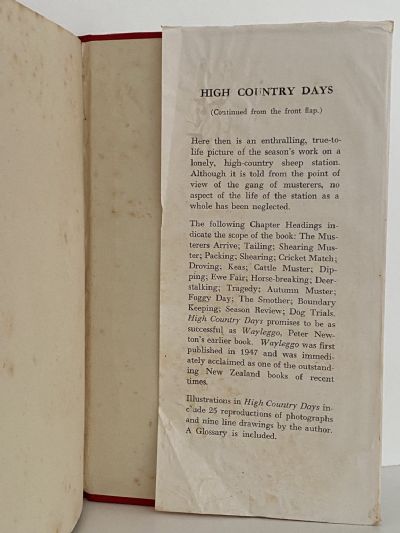 HIGH COUNTRY DAYS
(Continued from the front flap.)
Here then is an enthralling, true-to-
life picture of the season's work on a
lonely, high-country sheep station.
Although it is told from the point of
view of the gang of musterers, no
aspect of the life of the station as a
whole has been neglected.
The following Chapter Headings in-
dicate the scope of the book: The Mus-
terers Arrive; Tailing; Shearing Mus-
ter; Packing; Shearing; Cricket Match;
Droving; Keas; Cattle Muster; Dip-
ping; Ewe Fair; Horse-breaking; Deer-
stalking; Tragedy; Autumn Muster;
Foggy Day; The Smother; Boundary
Keeping; Season Review; Dog Trials.
High Country Days promises to be as
successful as Wayleggo, Peter New-
ton's earlier book. Wayleggo was first
published in 1947 and was immedi-
ately acclaimed as one of the outstand-
ing New Zealand books of recent
times.
Illustrations in High Country Days in-
clude 25 reproductions of photographs
and nine line drawings by the author.
A Glossary is included.